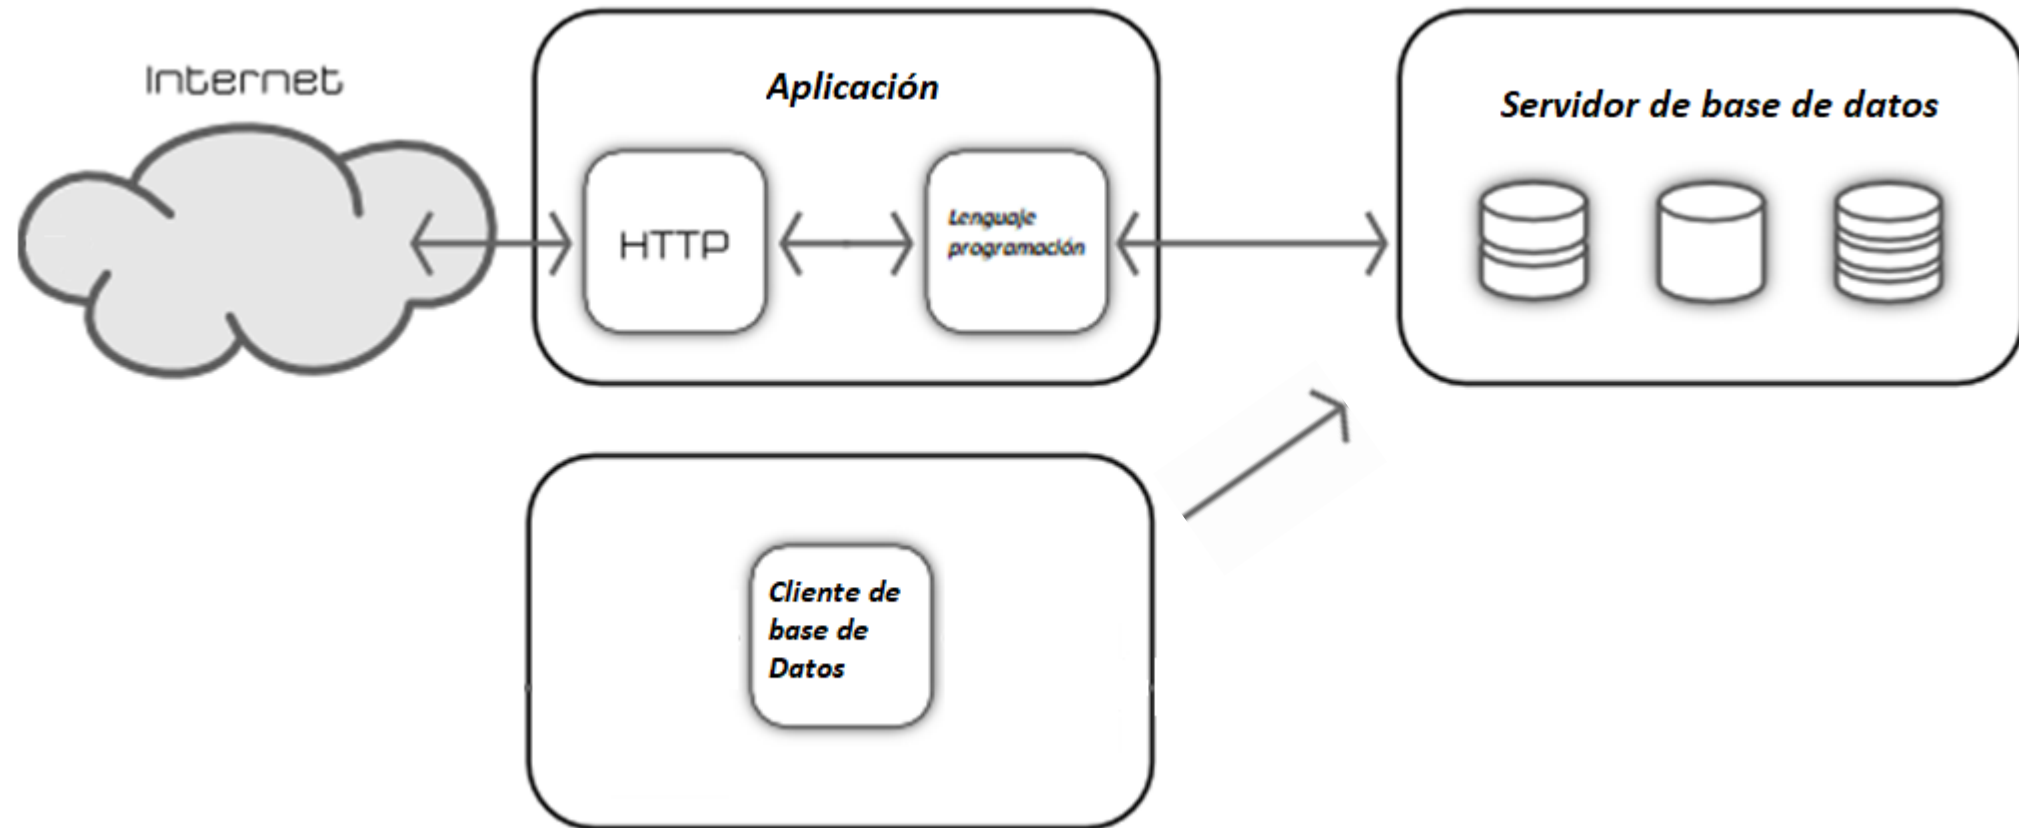 Internet
Aplicación
Servidor de base de datos
HTTP
Lenguaje
programación
Cliente de
base de
Datos